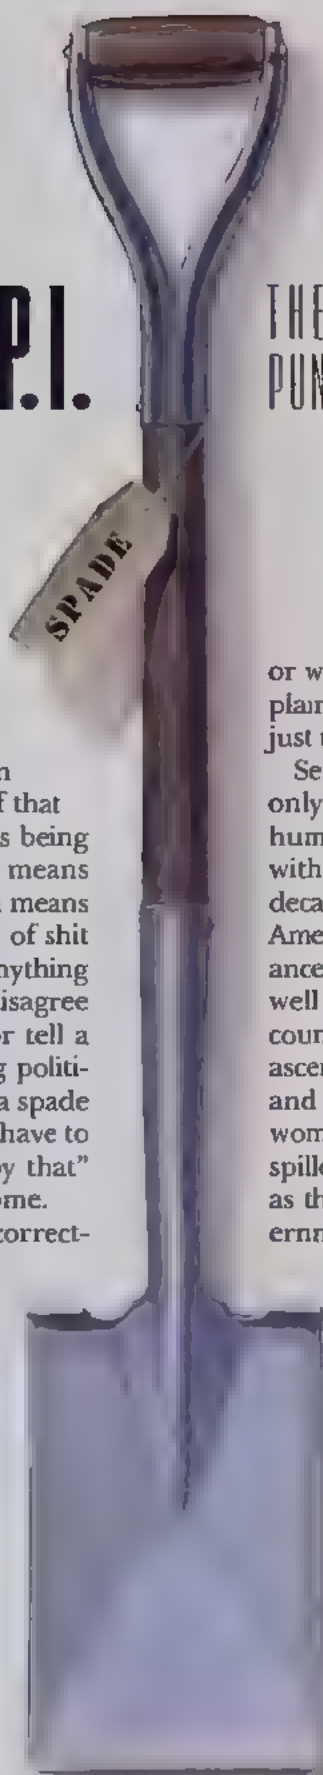 P.I.
THE
PUN
SPADE
n
f that
s being
means
n means
of shit
nything
isagree
r tell a
g politi-
a spade
have to
y that"
ome.
correct-
or w
plain
just t
Se
only
hum
with
deca
Ame
ance
well
coun
ascen
and
wom
spille
as th
ernm